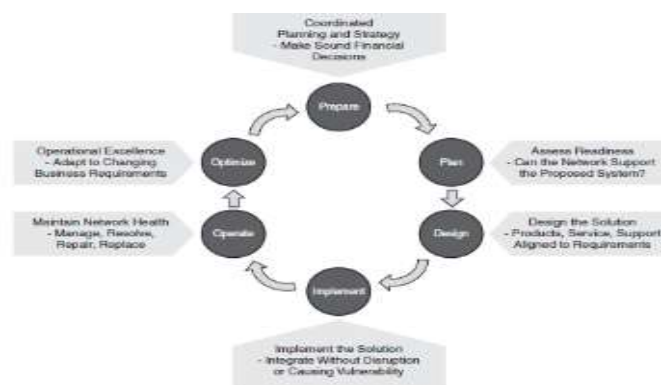 Coordinated
Planning and Strategy
- Make Sound Financial
Decisions
Prepare
Operational Excellence
- Adapt to Changing
Business Requirements
Optimize
Plan
Assess Readiness
- Can the Network Support
the Proposed System?
Maintain Network Health
- Manage, Resolve,
Repair, Replace
Operate
Design
Design the Solution
- Products, Service, Support
Aligned to Requirements
Implement
Implement the Solution
- Integrate Without Disruption
or Causing Vulnerability